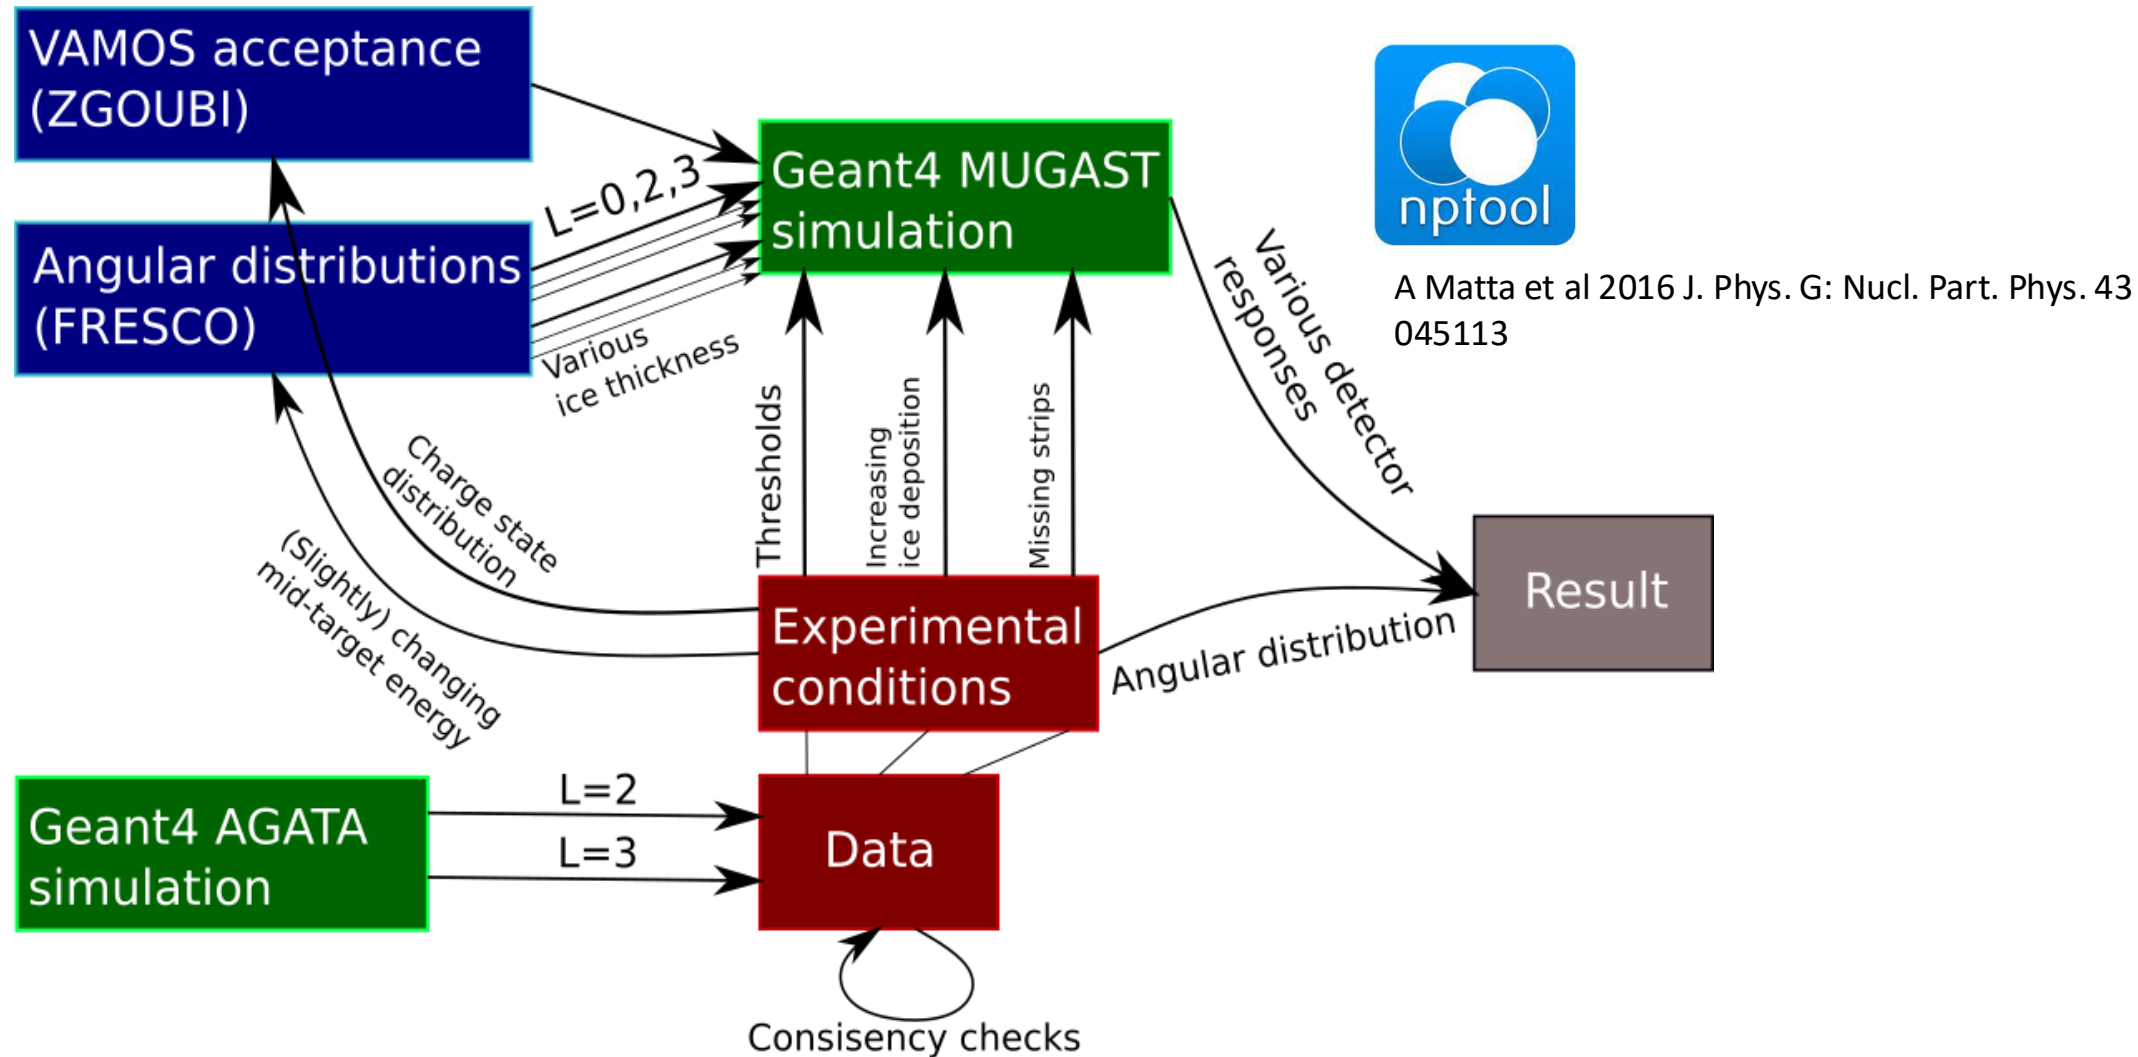 VAMOS acceptance
(ZGOUBI)
Angular distributions
(FRESCO)
L=0,2,3
Various
ice thickness
Geant4 MUGAST
simulation
nptool
A Matta et al 2016 J. Phys. G: Nucl. Part. Phys. 43
045113
Various detector
responses
Thresholds
Increasing
ice deposition
Missing strips
Charge state
distribution
(Slightly) changing
mid-target energy
Experimental
conditions
Angular distribution
Result
Geant4 AGATA
simulation
L=2
L=3
Data
Consisency checks